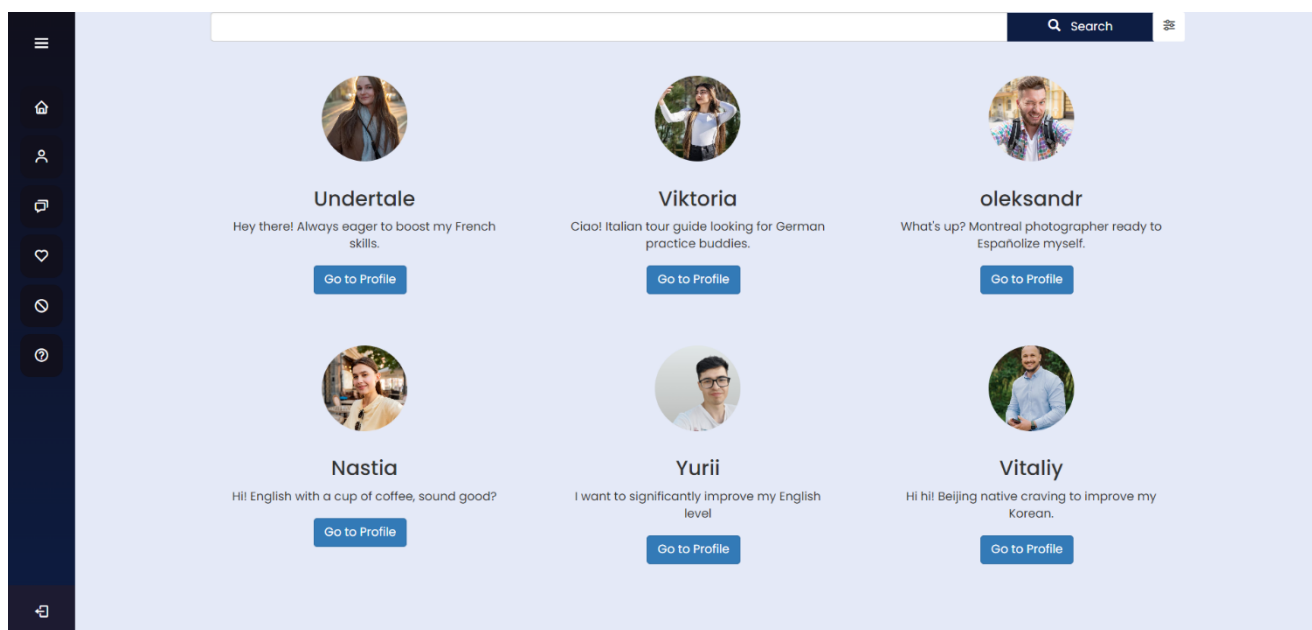 Search
Undertale
Hey there! Always eager to boost my French
skills.
Go to Profile
Viktoria
Ciao! Italian tour guide looking for German
practice buddies.
Go to Profile
oleksandr
What's up? Montreal photographer ready to
Españolize myself.
Go to Profile
Nastia
Hi! English with a cup of coffee, sound good?
Go to Profile
Yurii
I want to significantly improve my English
level
Go to Profile
Vitaliy
Hi hi! Beijing native craving to improve my
Korean.
Go to Profile